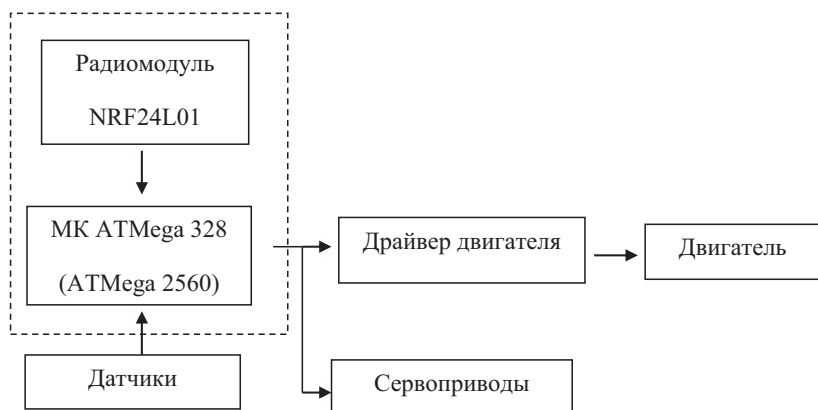 Радиомодуль
NRF24L01
МК ATMega 328
(ATMega 2560)
Драйвер двигателя
Двигатель
Датчики
Сервоприводы